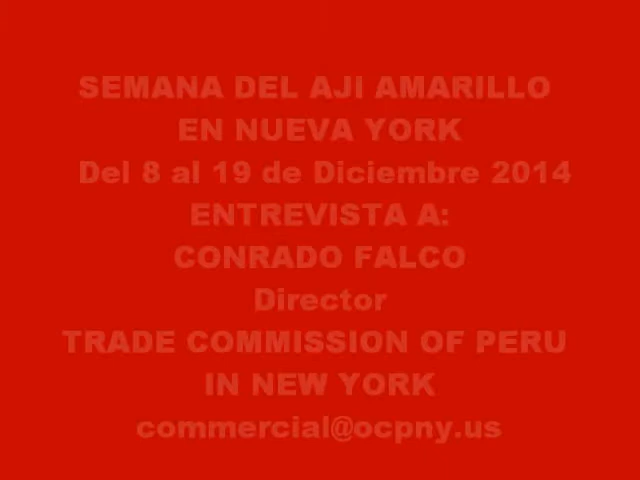 SEMANA DEL AJI AMARILLO
EN NUEVA YORK
Del 8 al 19 de Diciembre 2014
ENTREVISTA A:
CONRADO FALCO
Director
TRADE COMMISSION OF PERU
IN NEW YORK
commercial@ocpny.us